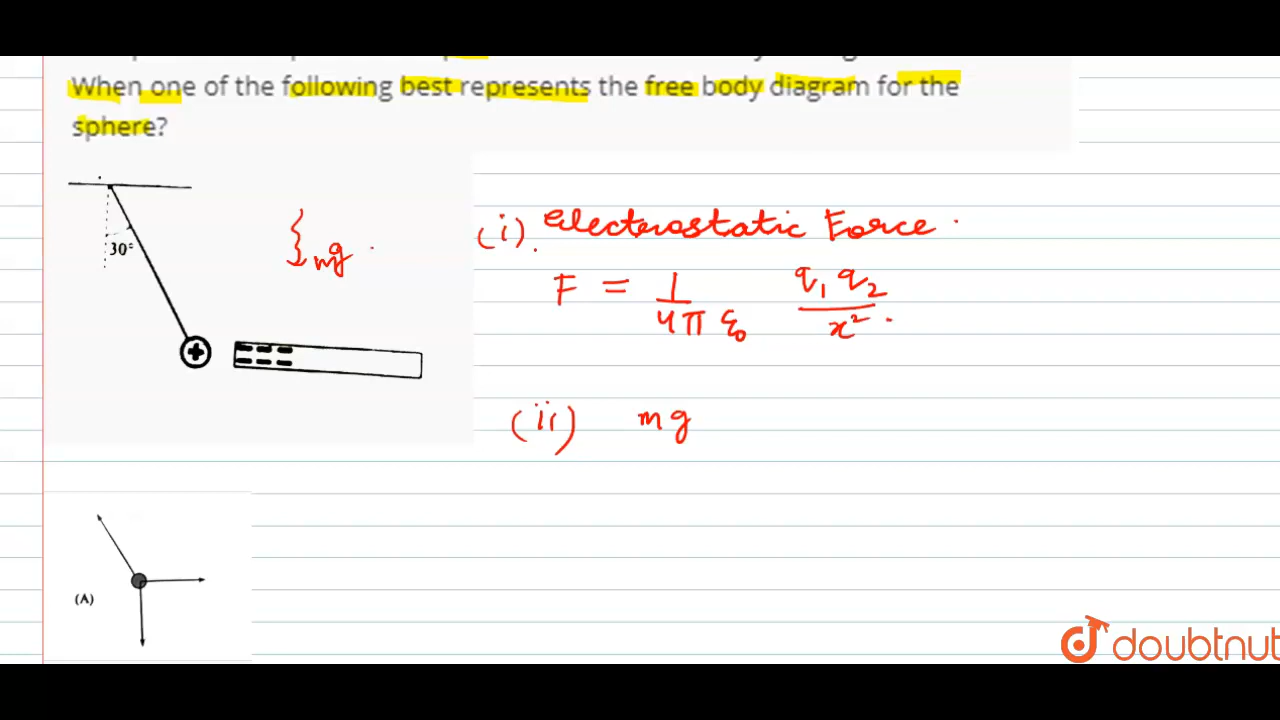 When one of the following best represents the free body diagram for the
sphere?
30°
mg
(i). Electrostatic Force.
F = 1/4πε₀ q₁q₂/x².
(ii) mg
(A)
doubtnut